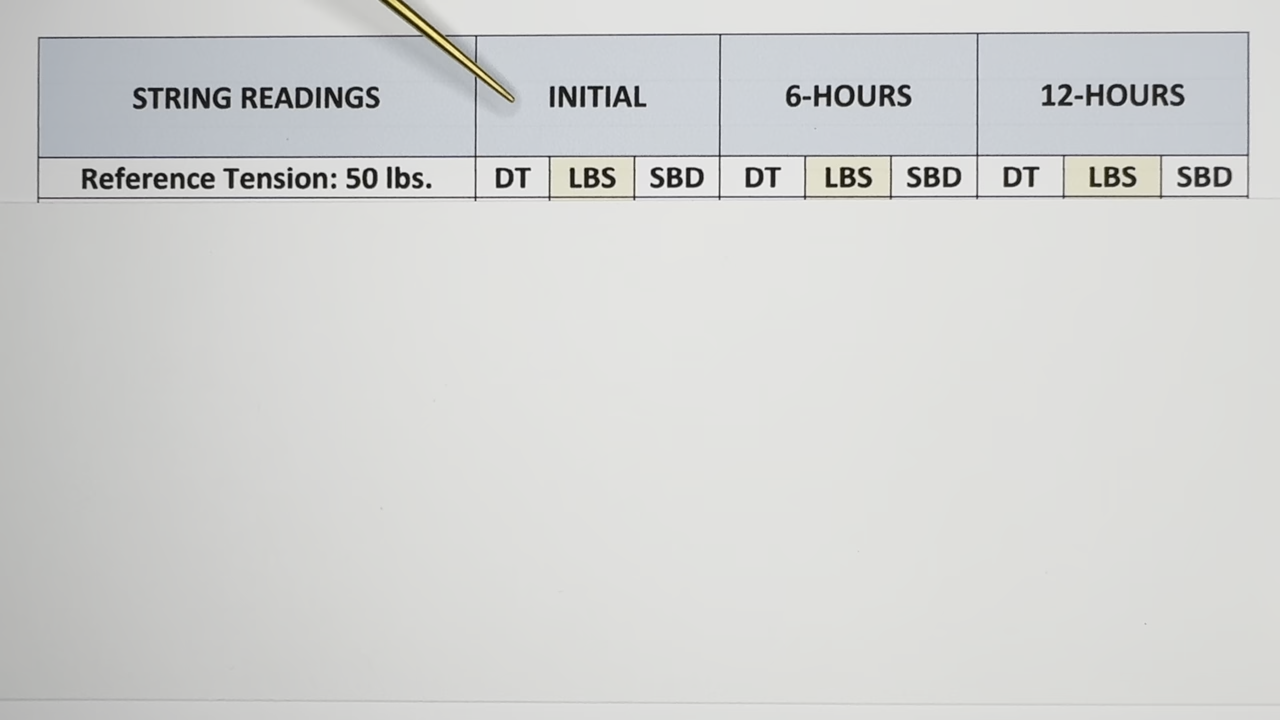 STRING READINGS INITIAL 6-HOURS 12-HOURS
Reference Tension: 50 lbs. DT LBS SBD DT LBS SBD DT LBS SBD